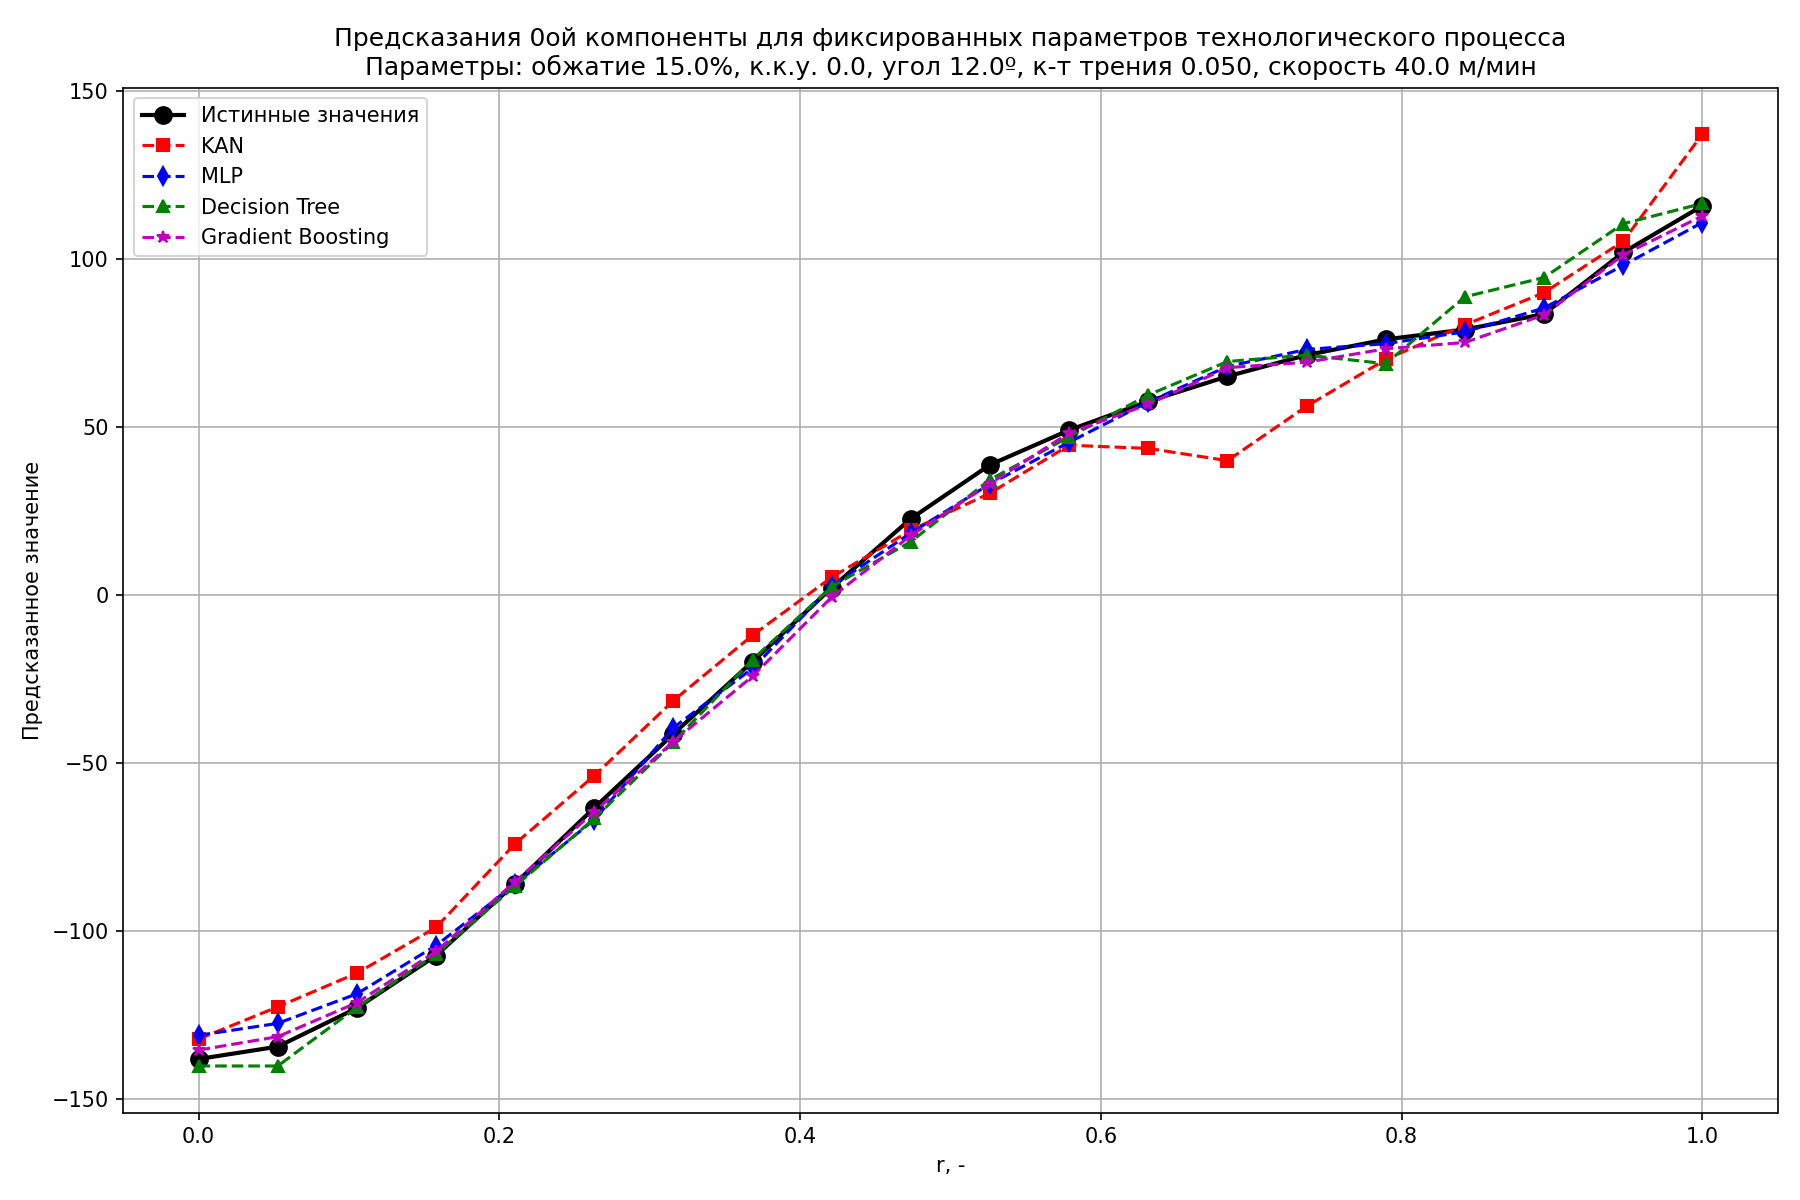 Предсказания 0ой компоненты для фиксированных параметров технологического процесса
Параметры: обжатие 15.0%, к.к.у. 0.0, угол 12.0º, к-т трения 0.050, скорость 40.0 м/мин
Истинные значения
KAN
MLP
Decision Tree
Gradient Boosting
Предсказанное значение
150
100
50
0
−50
−100
−150
0.0
0.2
0.4
0.6
0.8
1.0
r, -